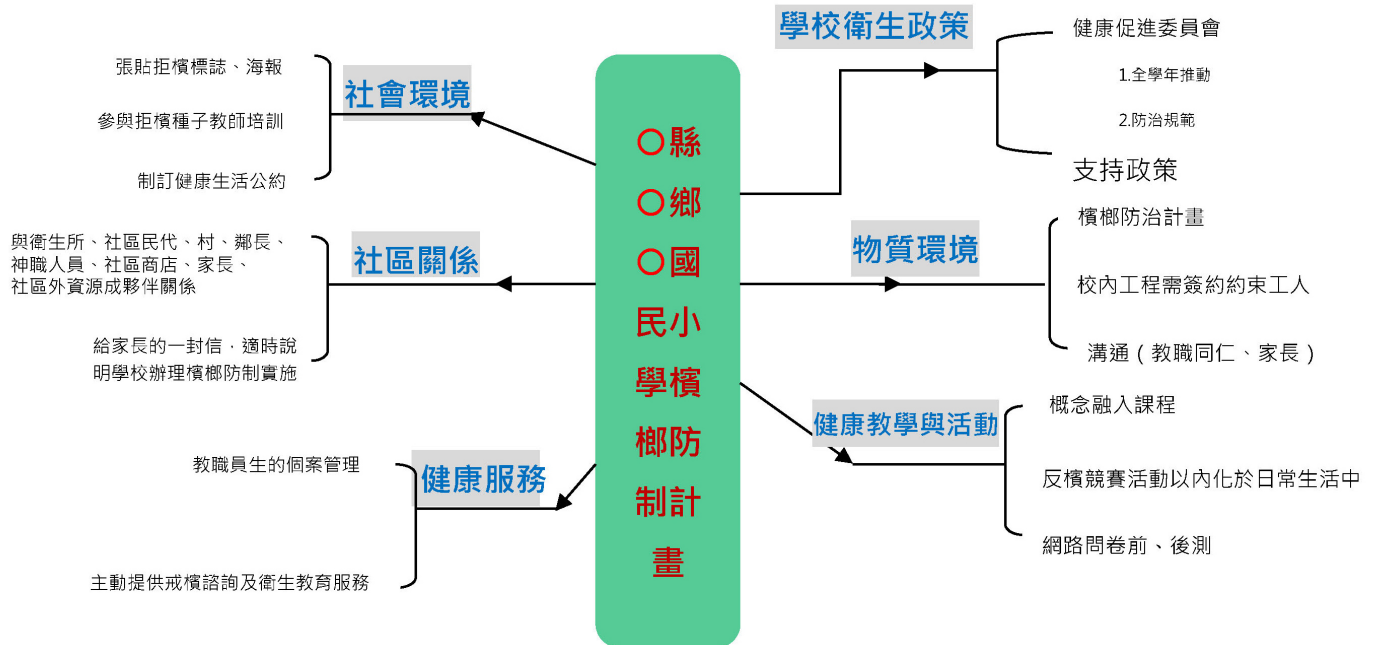 學校衛生政策
健康促進委員會
1.全學年推動
2.防治規範
支持政策
社會環境
張貼拒檳標誌、海報
參與拒檳種子教師培訓
制訂健康生活公約
〇縣
〇鄉
〇國
民小
學檳
榔防
制計
畫
物質環境
檳榔防治計畫
校內工程需簽約約束工人
溝通（教職同仁、家長）
社區關係
與衛生所、社區民代、村、鄰長、
神職人員、社區商店、家長、
社區外資源成夥伴關係
給家長的一封信，適時說
明學校辦理檳榔防制實施
健康教學與活動
概念融入課程
反檳競賽活動以內化於日常生活中
網路問卷前、後測
健康服務
教職員生的個案管理
主動提供戒檳諮詢及衛生教育服務